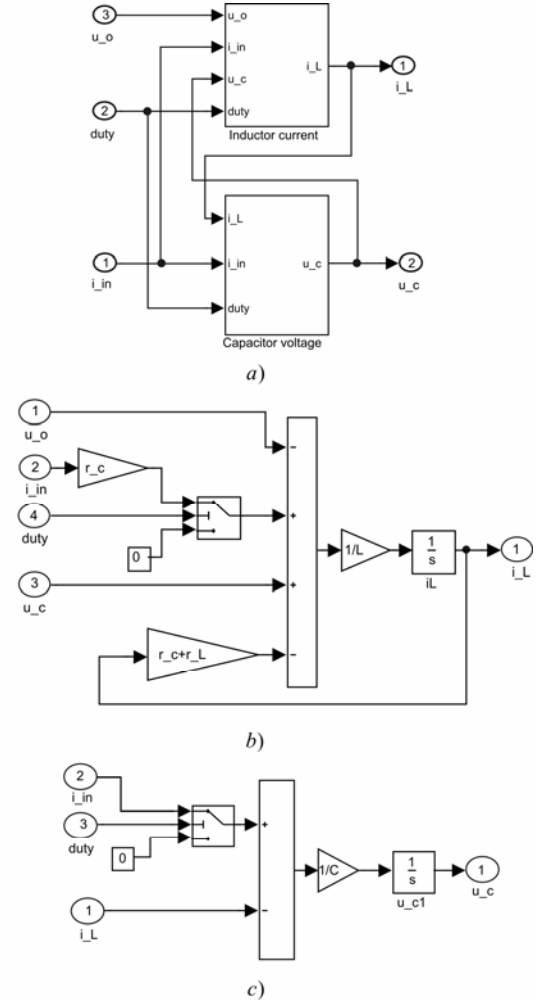 3
u_o
u_o
i_in
i_L
1
i_L
u_c
2
duty
duty
Inductor current
i_L
1
i_in
i_in
u_c
2
u_c
duty
Capacitor voltage
a)
1
u_o
−
2
i_in
r_c
4
duty
+
0
1/L
1
s
iL
1
i_L
3
u_c
+
r_c+r_L
−
b)
2
i_in
3
duty
+
0
1/C
1
s
u_c1
1
u_c
1
i_L
−
c)